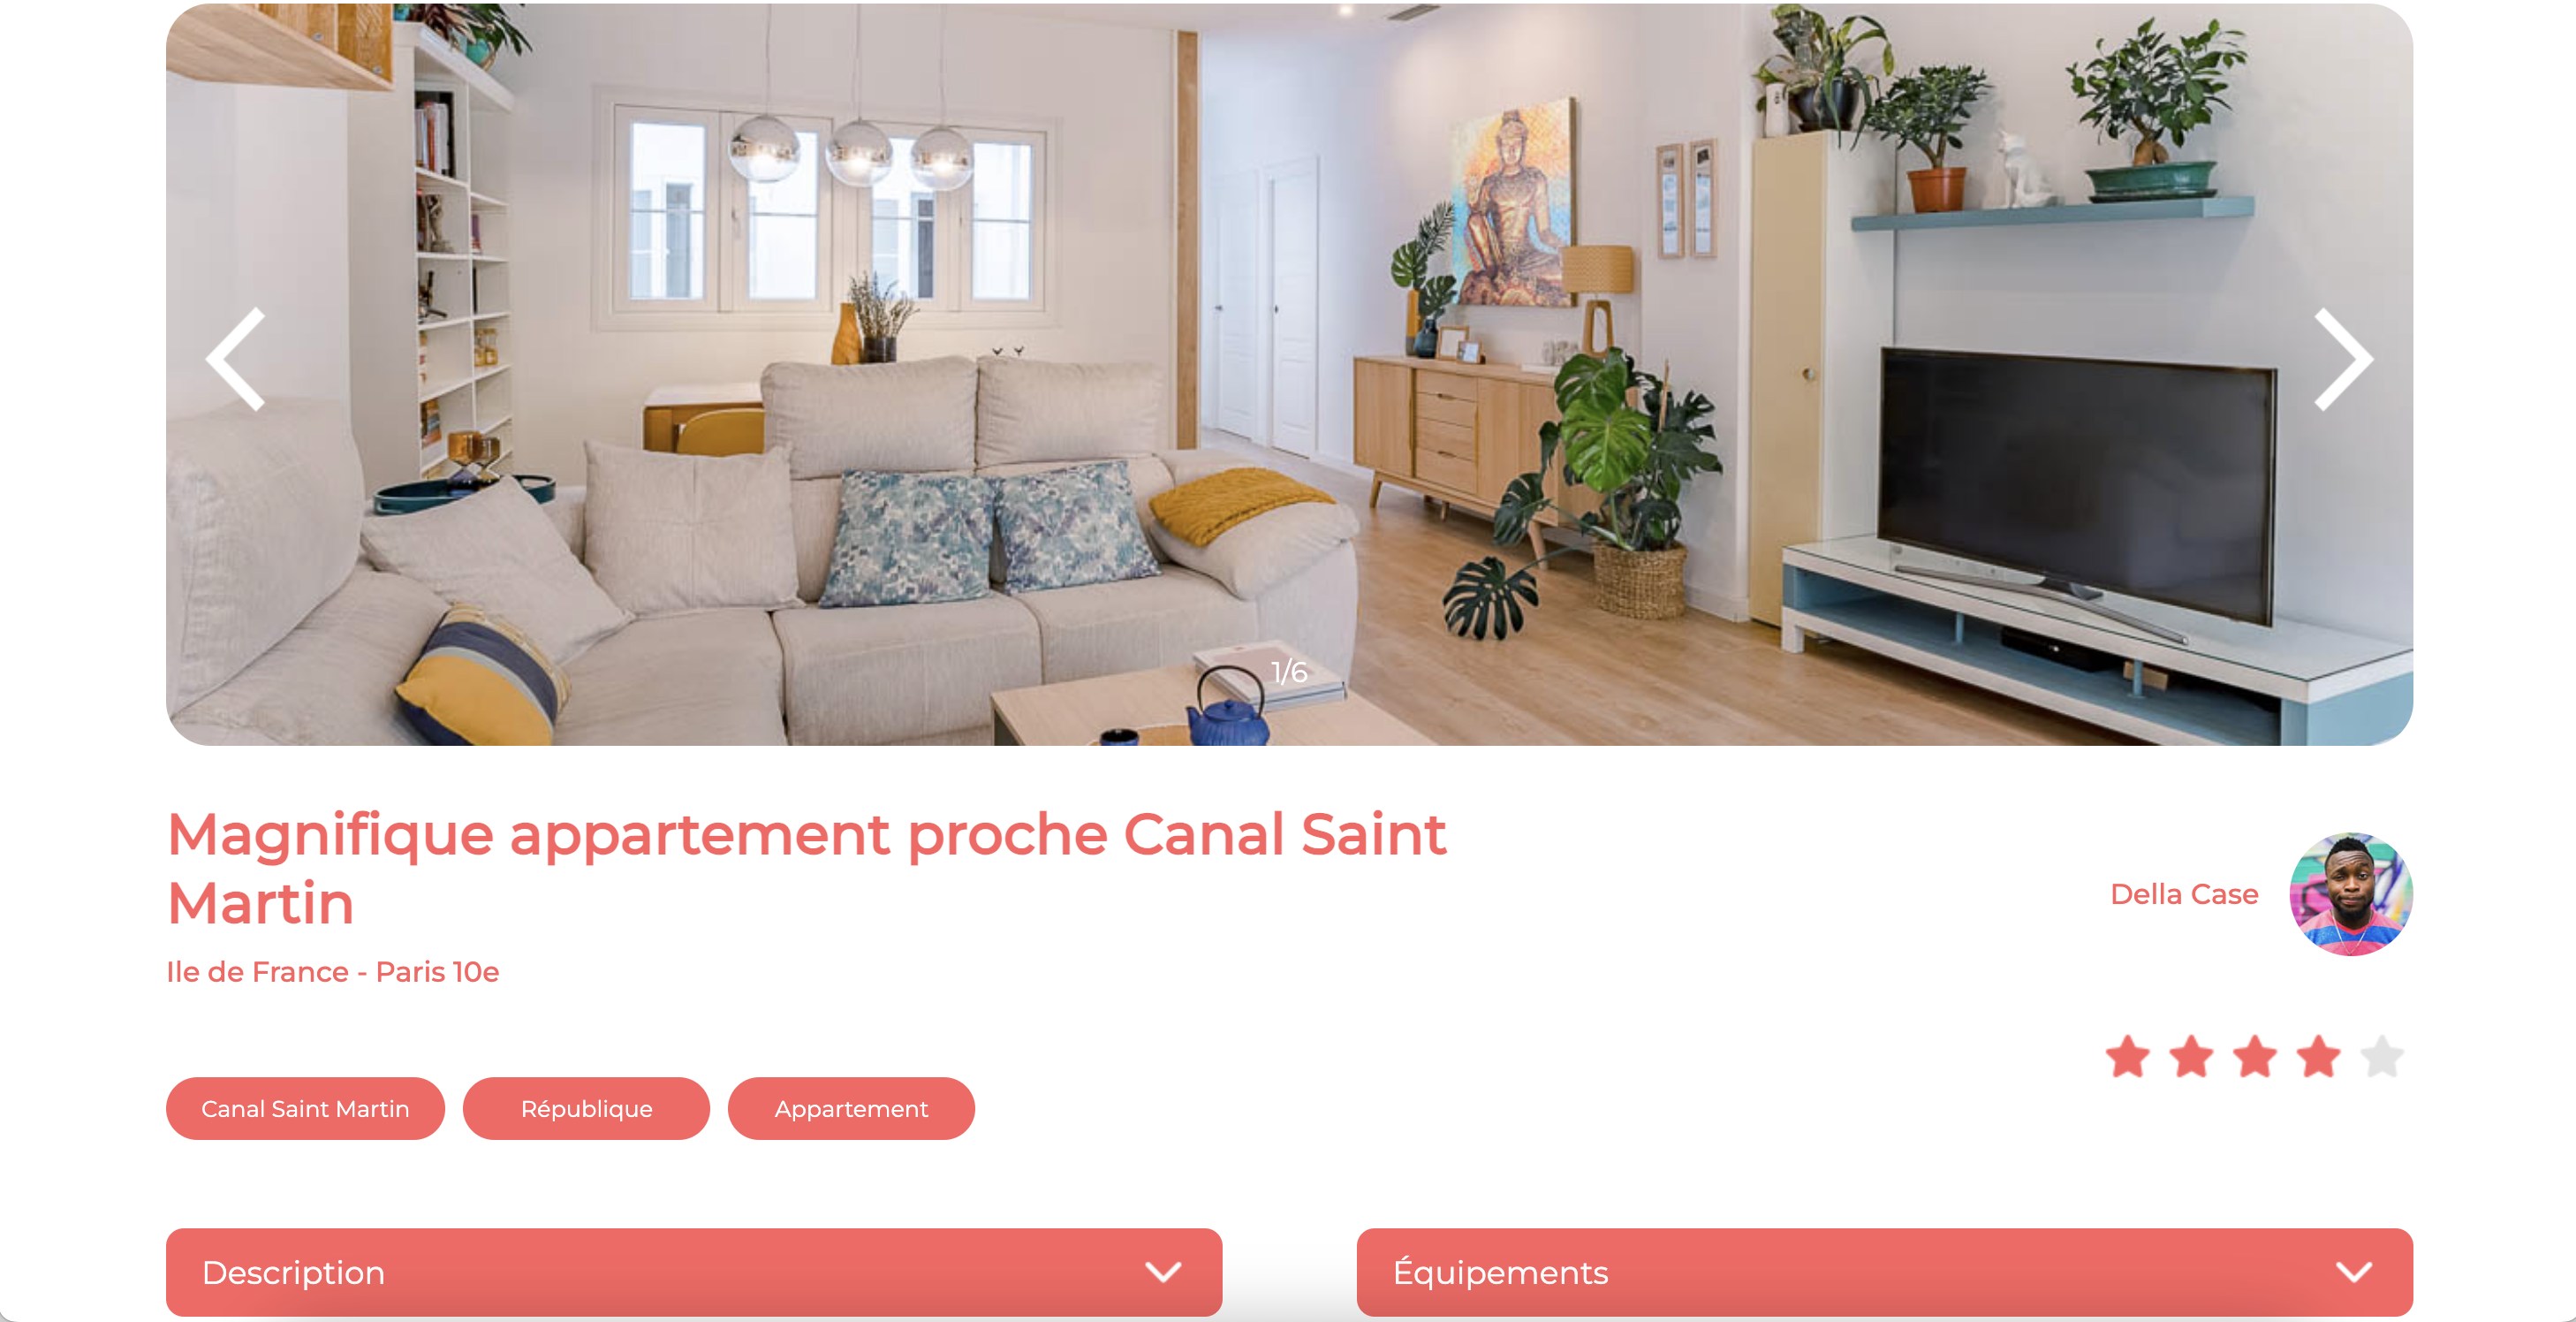 1/6
Magnifique appartement proche Canal Saint
Martin
Ile de France - Paris 10e
Della Case
Canal Saint Martin
République
Appartement
Description
Équipements